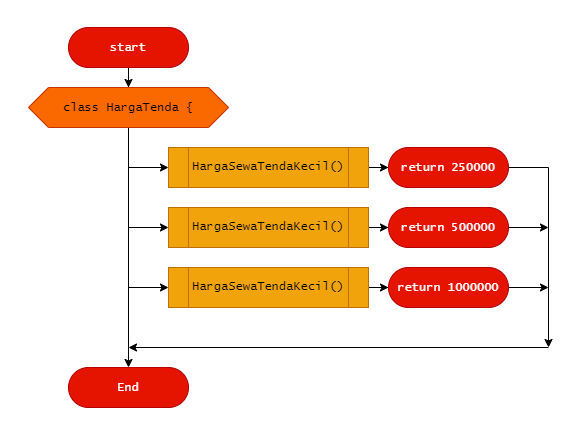 start
class HargaTenda {
HargaSewaTendaKecil()
return 250000
HargaSewaTendaKecil()
return 500000
HargaSewaTendaKecil()
return 1000000
End